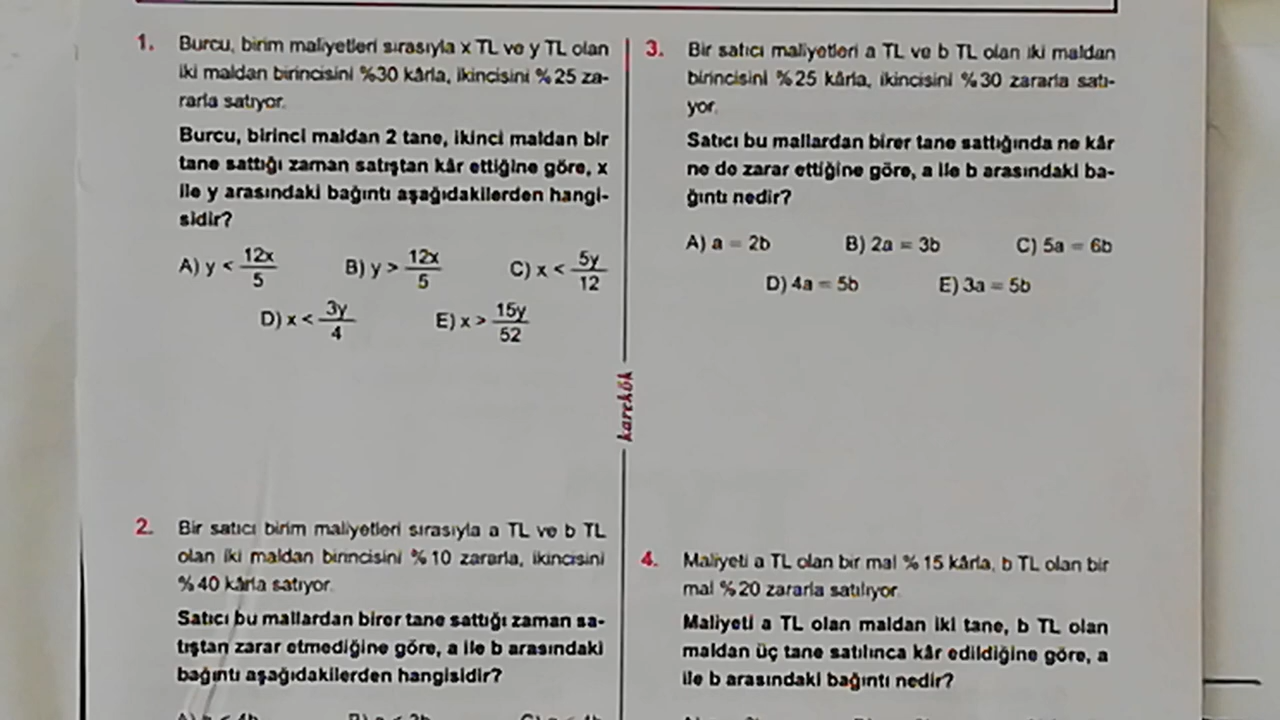 1. Burcu, birim maliyetleri sırasıyla x TL ve y TL olan
iki maldan birincisini %30 kârla, ikincisini %25 za-
rarla satıyor.
Burcu, birinci maldan 2 tane, ikinci maldan bir
tane sattığı zaman satıştan kâr ettiğine göre, x
ile y arasındaki bağıntı aşağıdakilerden hangi-
sidir?
A) y < 12x/5 B) y > 12x/5 C) x < 5y/12
D) x < 3y/4 E) x > 15y/52
2. Bir satıcı birim maliyetleri sırasıyla a TL ve b TL
olan iki maldan birincisini %10 zararla, ikincisini
%40 kârla satıyor.
Satıcı bu mallardan birer tane sattığı zaman sa-
tıştan zarar etmediğine göre, a ile b arasındaki
bağıntı aşağıdakilerden hangisidir?
karekök
3. Bir satıcı maliyetleri a TL ve b TL olan iki maldan
birincisini %25 kârla, ikincisini %30 zararla satı-
yor.
Satıcı bu mallardan birer tane sattığında ne kâr
ne de zarar ettiğine göre, a ile b arasındaki ba-
ğıntı nedir?
A) a = 2b B) 2a = 3b C) 5a = 6b
D) 4a = 5b E) 3a = 5b
4. Maliyeti a TL olan bir mal %15 kârla, b TL olan bir
mal %20 zararla satılıyor.
Maliyeti a TL olan maldan iki tane, b TL olan
maldan üç tane satılınca kâr edildiğine göre, a
ile b arasındaki bağıntı nedir?